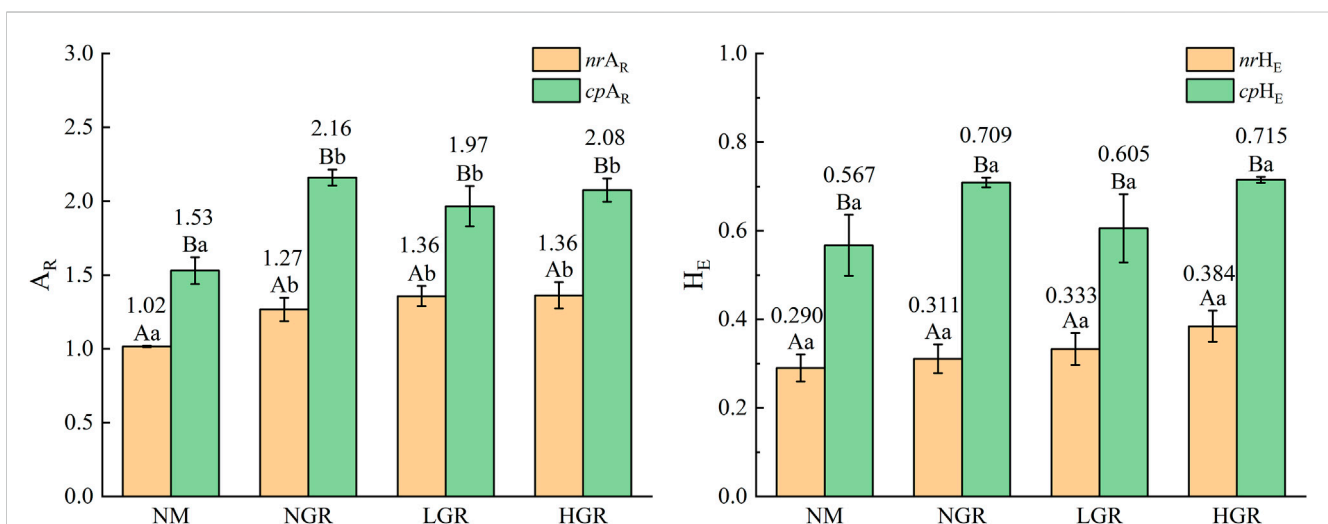 3.0
2.5
2.0
1.5
1.0
0.5
0.0
A_R
nrA_R
cpA_R
1.02
Aa
1.53
Ba
1.27
Ab
2.16
Bb
1.36
Ab
1.97
Bb
1.36
Ab
2.08
Bb
NM NGR LGR HGR
1.0
0.8
0.6
0.4
0.2
0.0
H_E
nrH_E
cpH_E
0.290
Aa
0.567
Ba
0.311
Aa
0.709
Ba
0.333
Aa
0.605
Ba
0.384
Aa
0.715
Ba
NM NGR LGR HGR